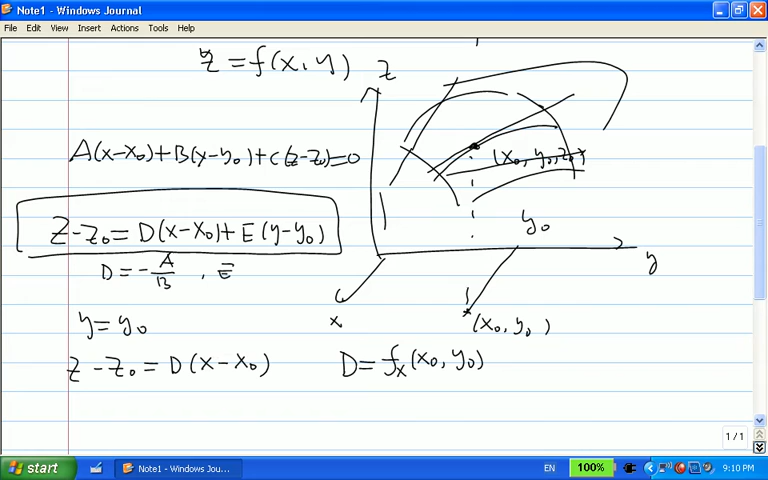 Note1 - Windows Journal
File Edit View Insert Actions Tools Help
z = f(x, y)
z
A(x-x₀)+B(y-y₀)+C(z-z₀)=0
(x₀, y₀, z₀)
z-z₀ = D(x-x₀)+E(y-y₀)
y₀
D = -A/B , E
y
x
(x₀, y₀)
y = y₀
z-z₀ = D(x-x₀)
D = fₓ(x₀, y₀)
1 / 1
start Note1 - Windows Jour... EN 100% 9:10 PM